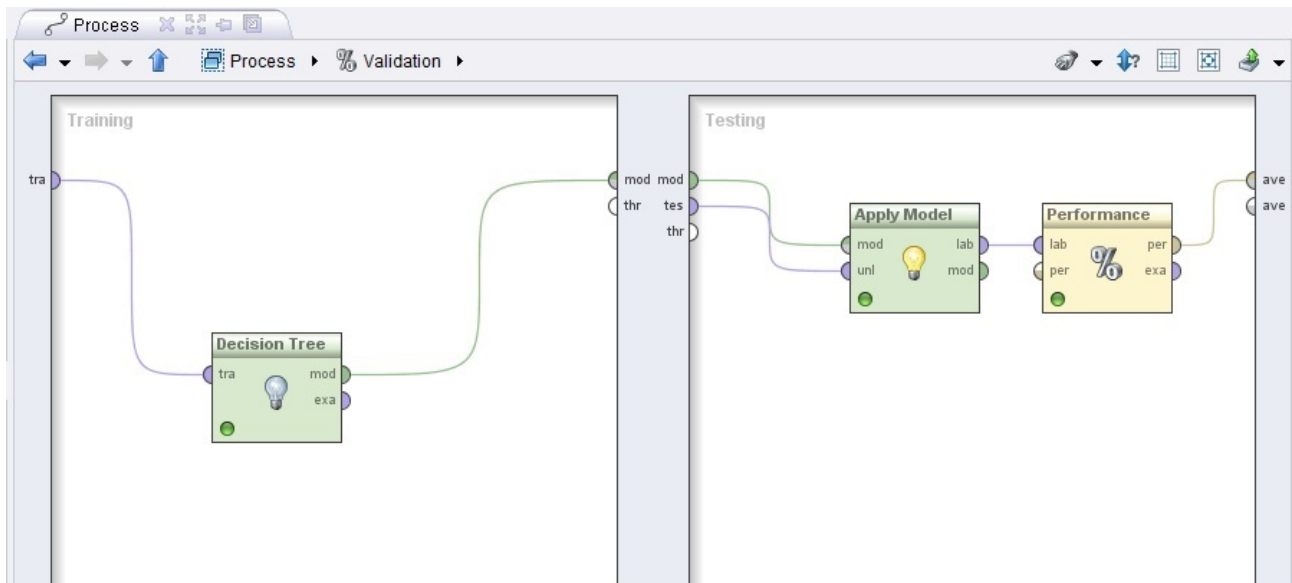 Process
Process Validation
Training
Testing
tra
mod mod
ave
thr tes
ave
thr
Apply Model
Performance
mod lab
lab per
unl mod
per exa
Decision Tree
tra mod
exa